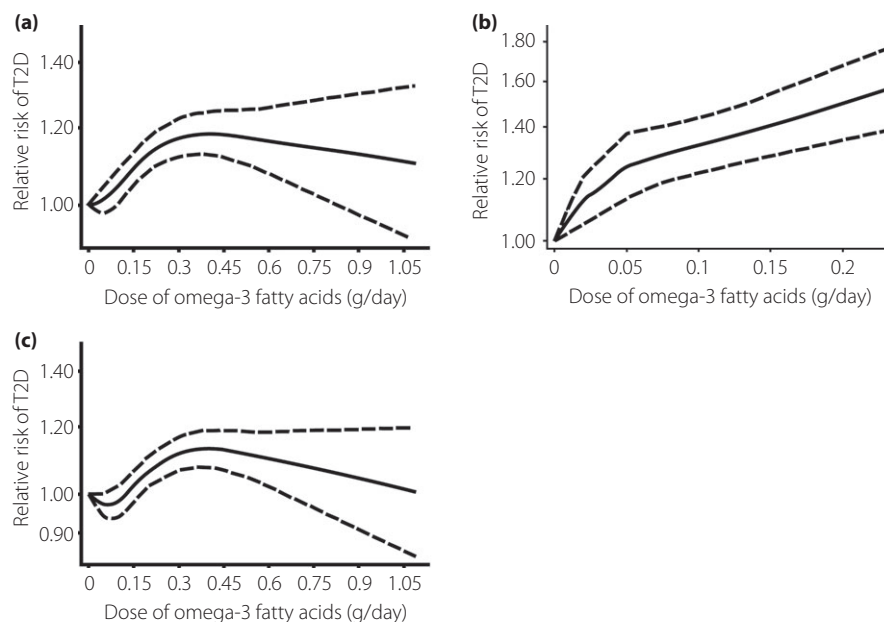 (a)
Relative risk of T2D
1.40
1.20
1.00
0 0.15 0.3 0.45 0.6 0.75 0.9 1.05
Dose of omega-3 fatty acids (g/day)
(b)
Relative risk of T2D
1.80
1.60
1.40
1.20
1.00
0 0.05 0.1 0.15 0.2
Dose of omega-3 fatty acids (g/day)
(c)
Relative risk of T2D
1.40
1.20
1.00
0.90
0 0.15 0.3 0.45 0.6 0.75 0.9 1.05
Dose of omega-3 fatty acids (g/day)